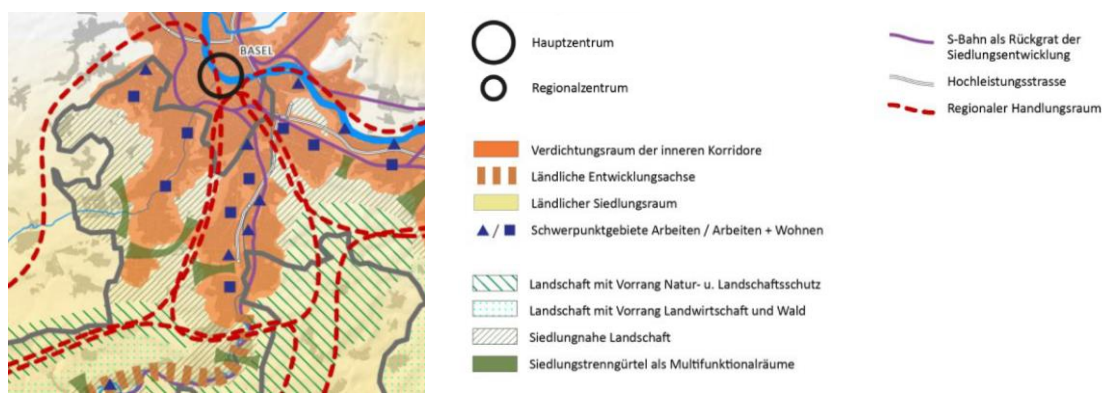 BASEL
Hauptzentrum
Regionalzentrum
Verdichtungsraum der inneren Korridore
Ländliche Entwicklungsachse
Ländlicher Siedlungsraum
/ Schwerpunktgebiete Arbeiten / Arbeiten + Wohnen
Landschaft mit Vorrang Natur- u. Landschaftsschutz
Landschaft mit Vorrang Landwirtschaft und Wald
Siedlungsnahe Landschaft
Siedlungstrenngürtel als Multifunktionalräume
S-Bahn als Rückgrat der
Siedlungsentwicklung
Hochleistungsstrasse
Regionaler Handlungsraum